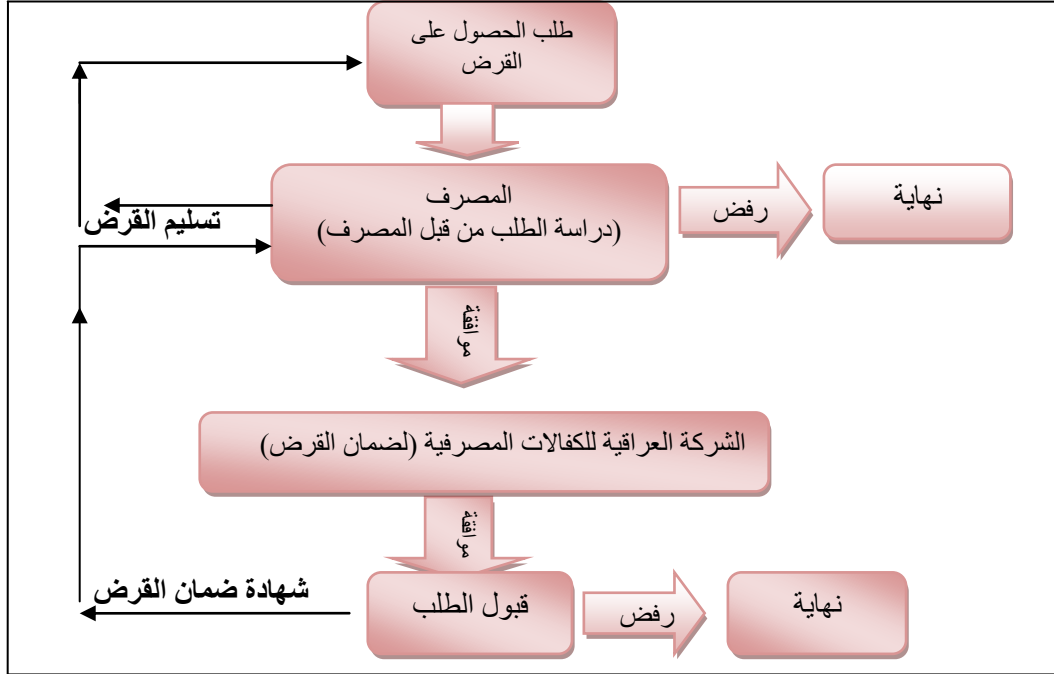 طلب الحصول على
القرض
المصرف
(دراسة الطلب من قبل المصرف)
رفض
نهاية
تسليم القرض
موافقة
الشركة العراقية للكفالات المصرفية (لضمان القرض)
موافقة
قبول الطلب
رفض
نهاية
شهادة ضمان القرض